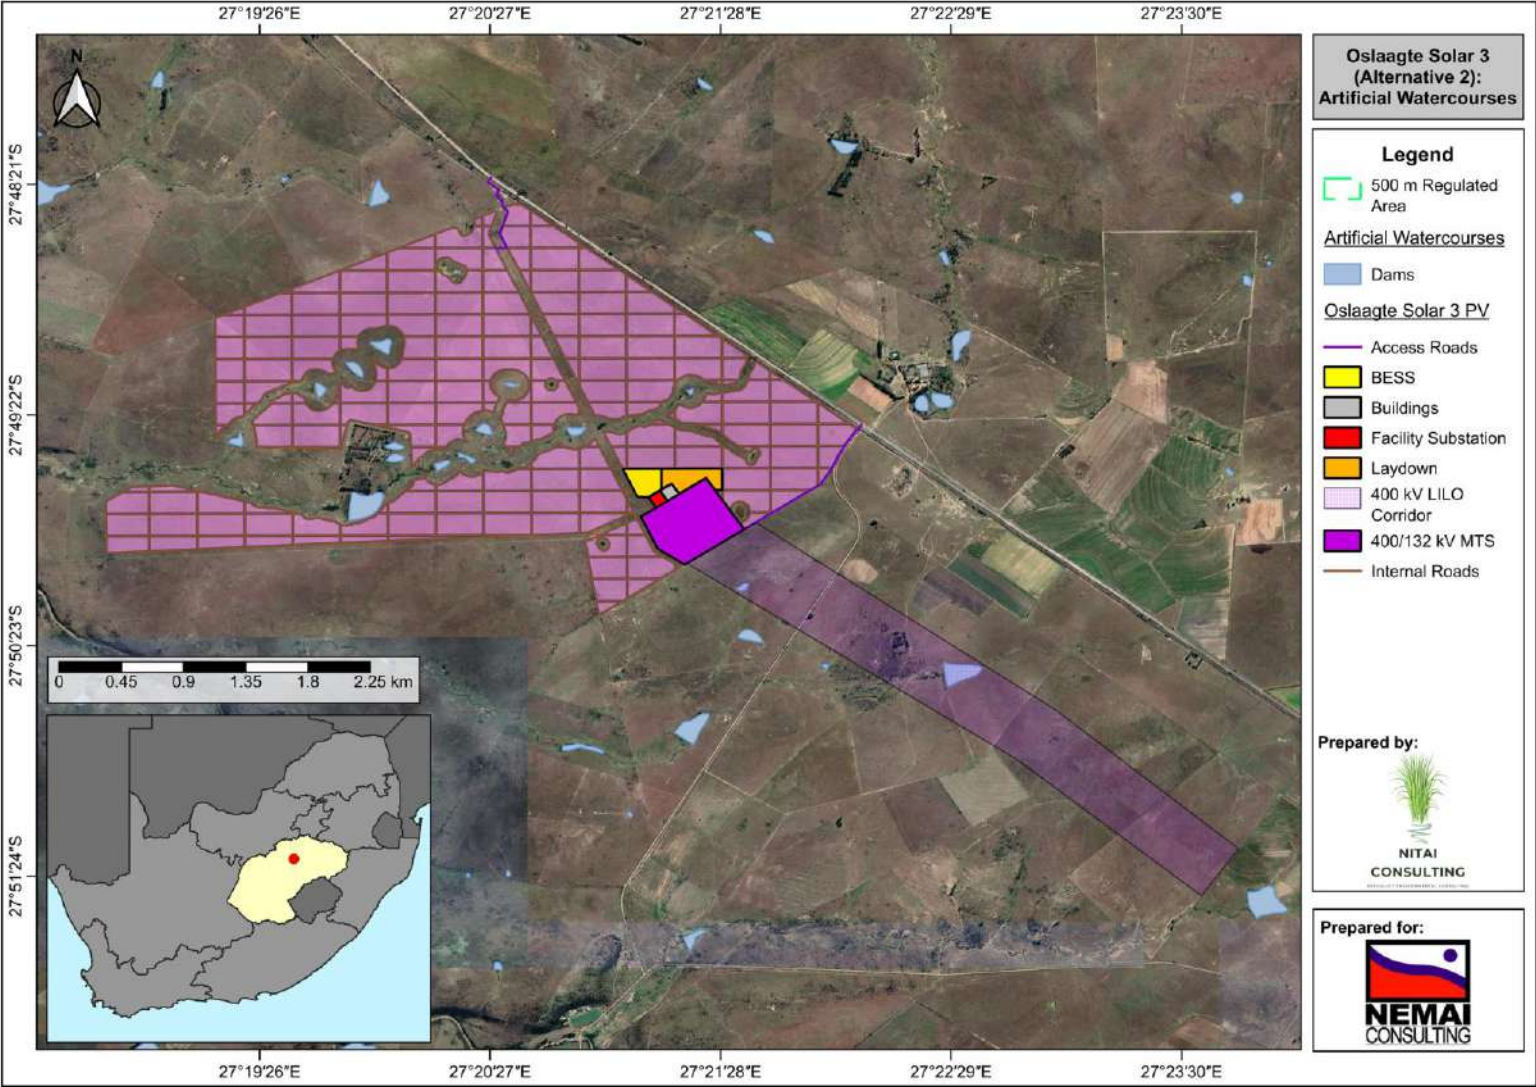 27°19'26"E 27°20'27"E 27°21'28"E 27°22'29"E 27°23'30"E
N
27°48'21"S
27°49'22"S
27°50'23"S
27°51'24"S
0 0.45 0.9 1.35 1.8 2.25 km
27°19'26"E 27°20'27"E 27°21'28"E 27°22'29"E 27°23'30"E
Oslaagte Solar 3
(Alternative 2):
Artificial Watercourses
Legend
500 m Regulated
Area
Artificial Watercourses
Dams
Oslaagte Solar 3 PV
Access Roads
BESS
Buildings
Facility Substation
Laydown
400 kV LILO
Corridor
400/132 kV MTS
Internal Roads
Prepared by:
NITAI
CONSULTING
Prepared for:
NEMAI
CONSULTING